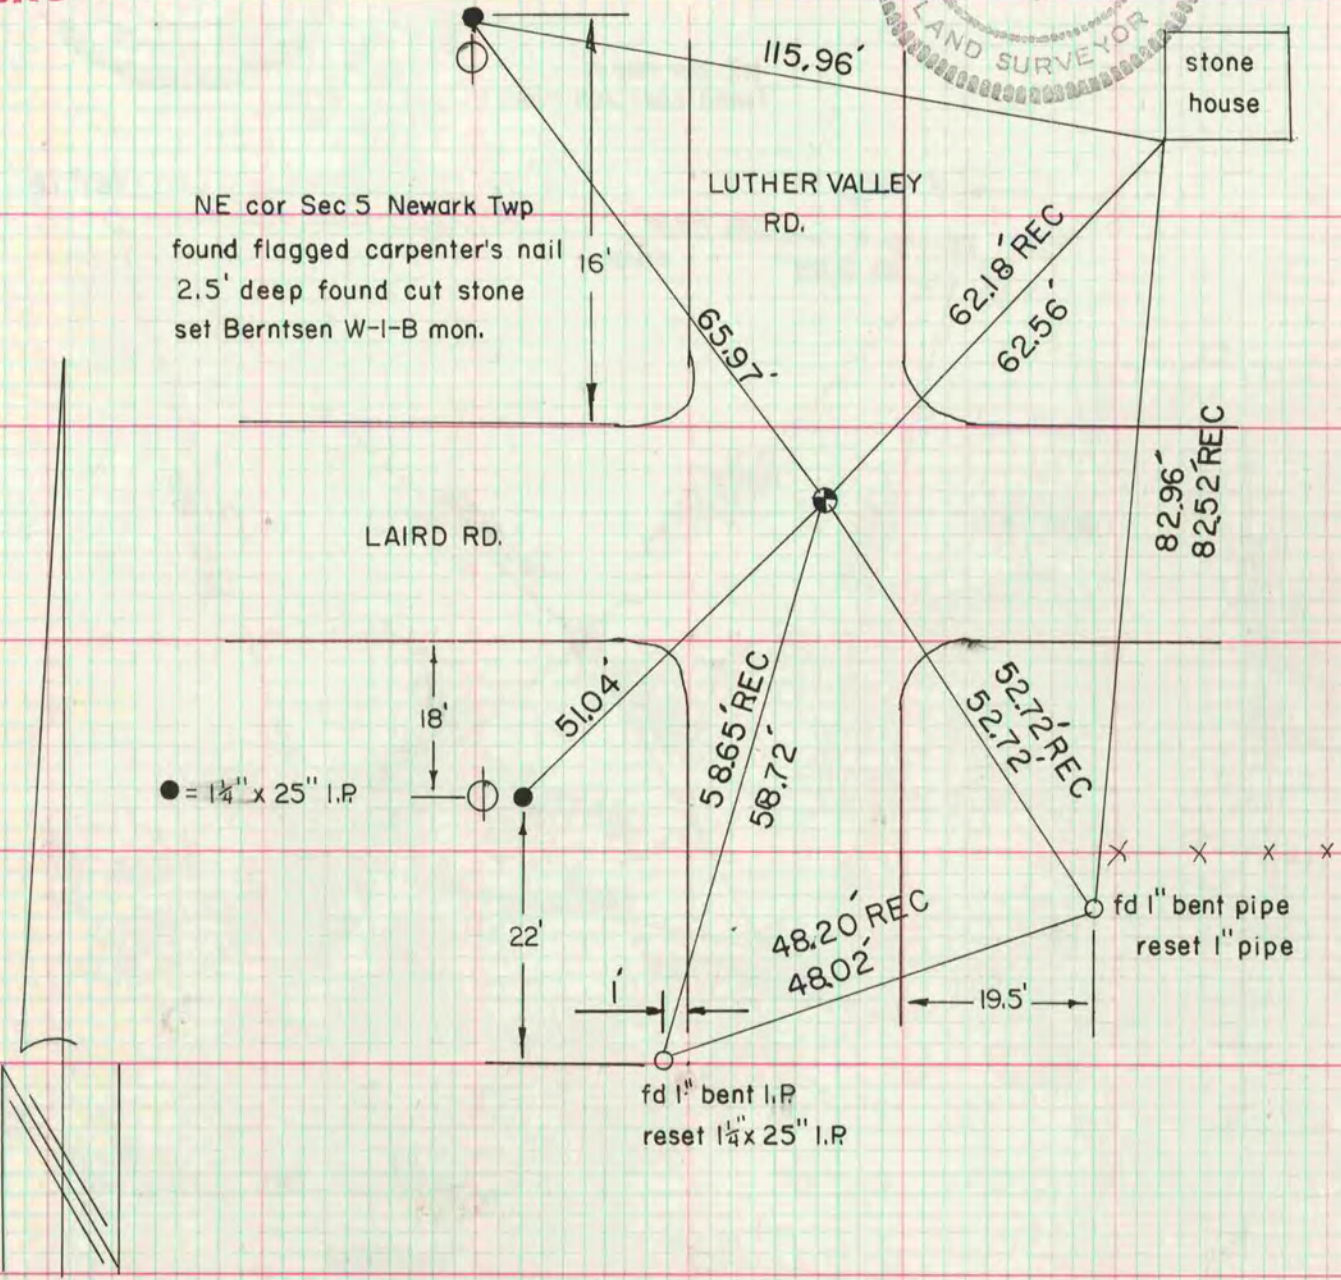 LAND SURVEYOR
115.96'
stone
house
LUTHER VALLEY
RD.
NE cor Sec 5 Newark Twp
found flagged carpenter's nail
2.5' deep found cut stone
set Berntsen W-1-B mon.
16'
62.18' REC
62.56'
65.97'
82.96'
82.52' REC
LAIRD RD.
51.04'
18'
58.65' REC
58.72'
52.72' REC
52.72'
● = 1¼" x 25" I.P.
22'
48.20' REC
48.02'
fd 1" bent pipe
reset 1" pipe
1'
19.5'
fd 1" bent I.P.
reset 1¼" x 25" I.P.